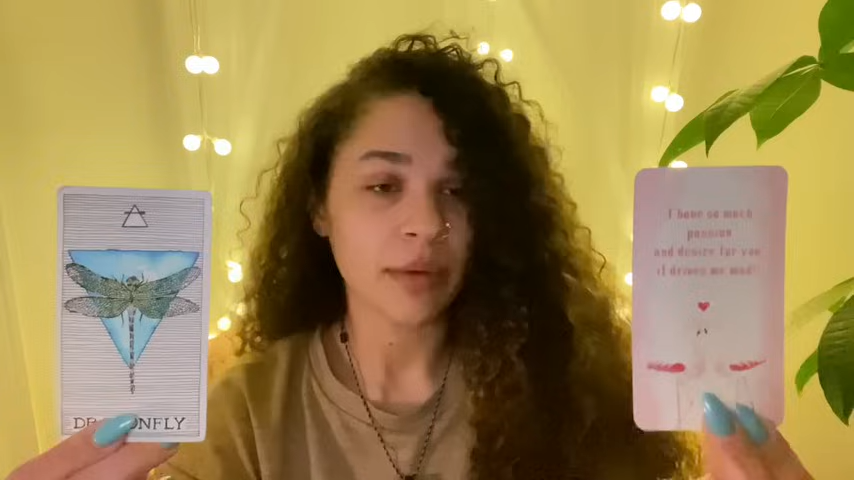 DRAGONFLY
I have so much
passion
and desire for you
it drives me mad!